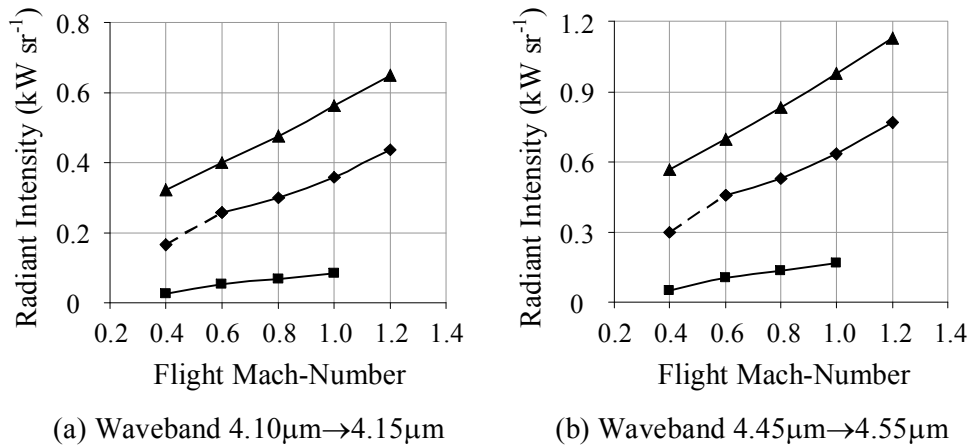 Radiant Intensity (kW sr⁻¹)
0.8
0.6
0.4
0.2
0
0.2 0.4 0.6 0.8 1.0 1.2 1.4
Flight Mach-Number
(a) Waveband 4.10µm→4.15µm
Radiant Intensity (kW sr⁻¹)
1.2
0.9
0.6
0.3
0
0.2 0.4 0.6 0.8 1.0 1.2 1.4
Flight Mach-Number
(b) Waveband 4.45µm→4.55µm